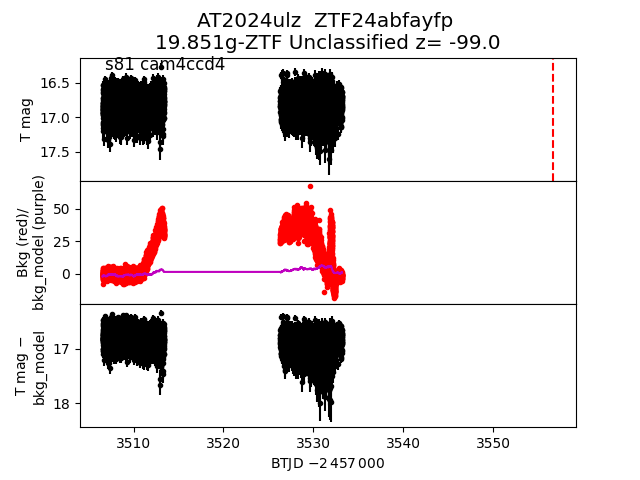 AT2024ulz  ZTF24abfayfp
19.851g-ZTF Unclassified z= -99.0
s81 cam4ccd4
T mag
16.5
17.0
17.5
Bkg (red)/
bkg_model (purple)
50
25
0
T mag −
bkg_model
17
18
3510
3520
3530
3540
3550
BTJD −2 457 000